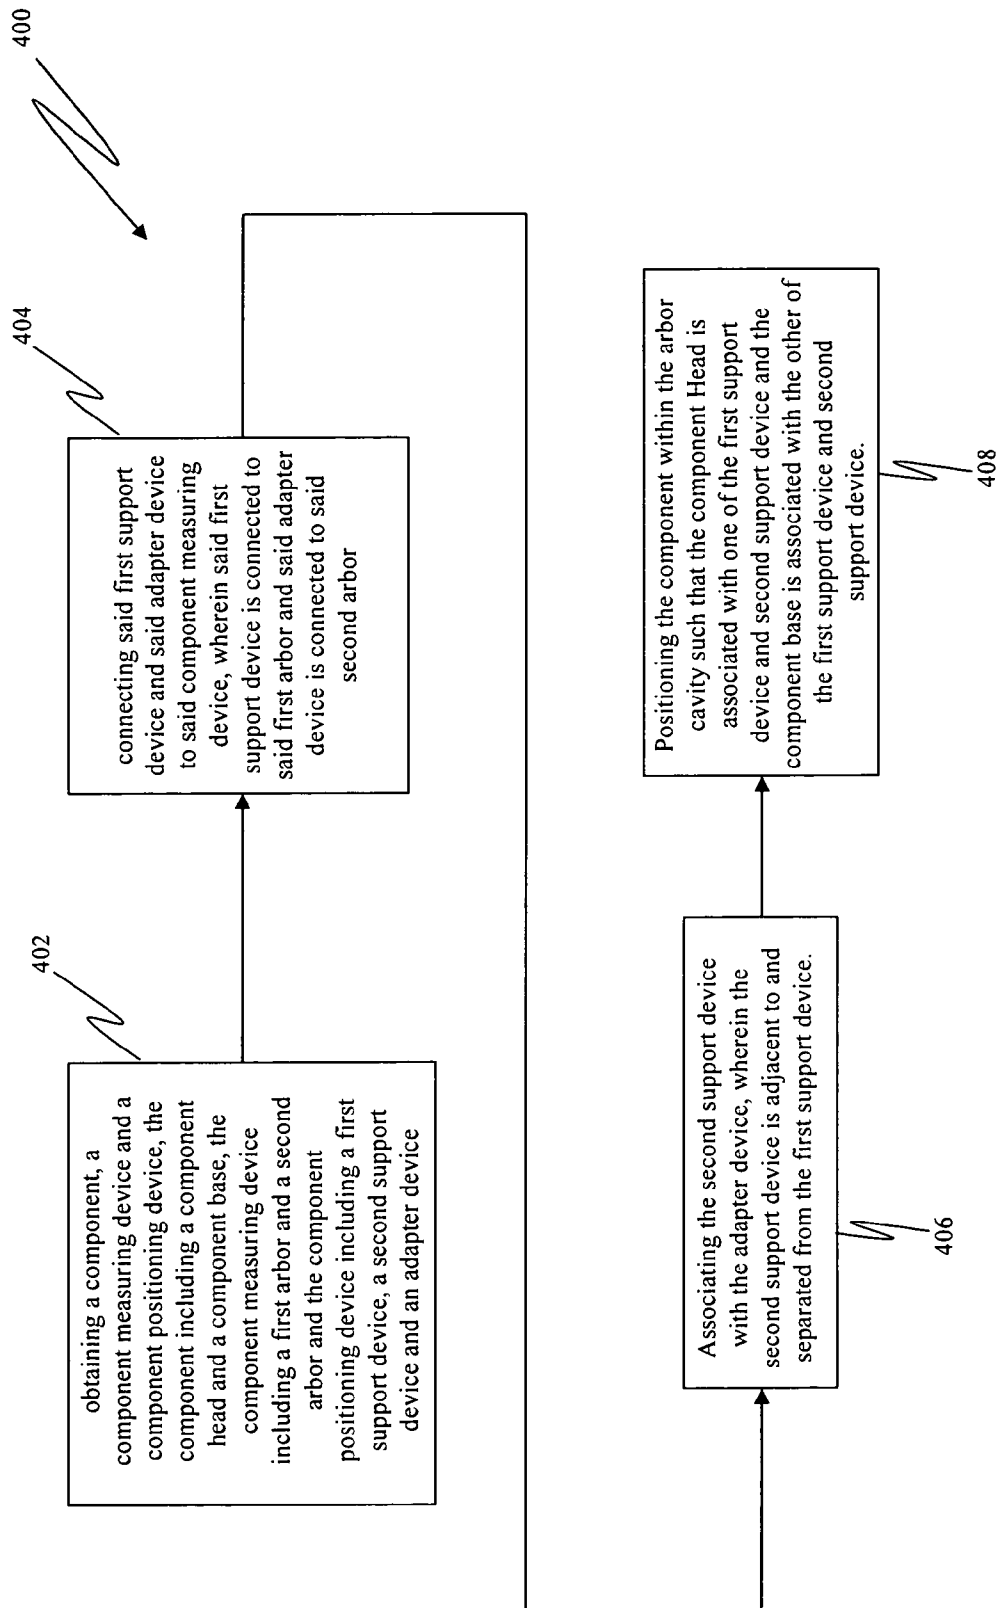 400
402
obtaining a component, a
component measuring device and a
component positioning device, the
component including a component
head and a component base, the
component measuring device
including a first arbor and a second
arbor and the component
positioning device including a first
support device, a second support
device and an adapter device
404
connecting said first support
device and said adapter device
to said component measuring
device, wherein said first
support device is connected to
said first arbor and said adapter
device is connected to said
second arbor
Associating the second support device
with the adapter device, wherein the
second support device is adjacent to and
separated from the first support device.
406
Positioning the component within the arbor
cavity such that the component Head is
associated with one of the first support
device and second support device and the
component base is associated with the other of
the first support device and second
support device.
408